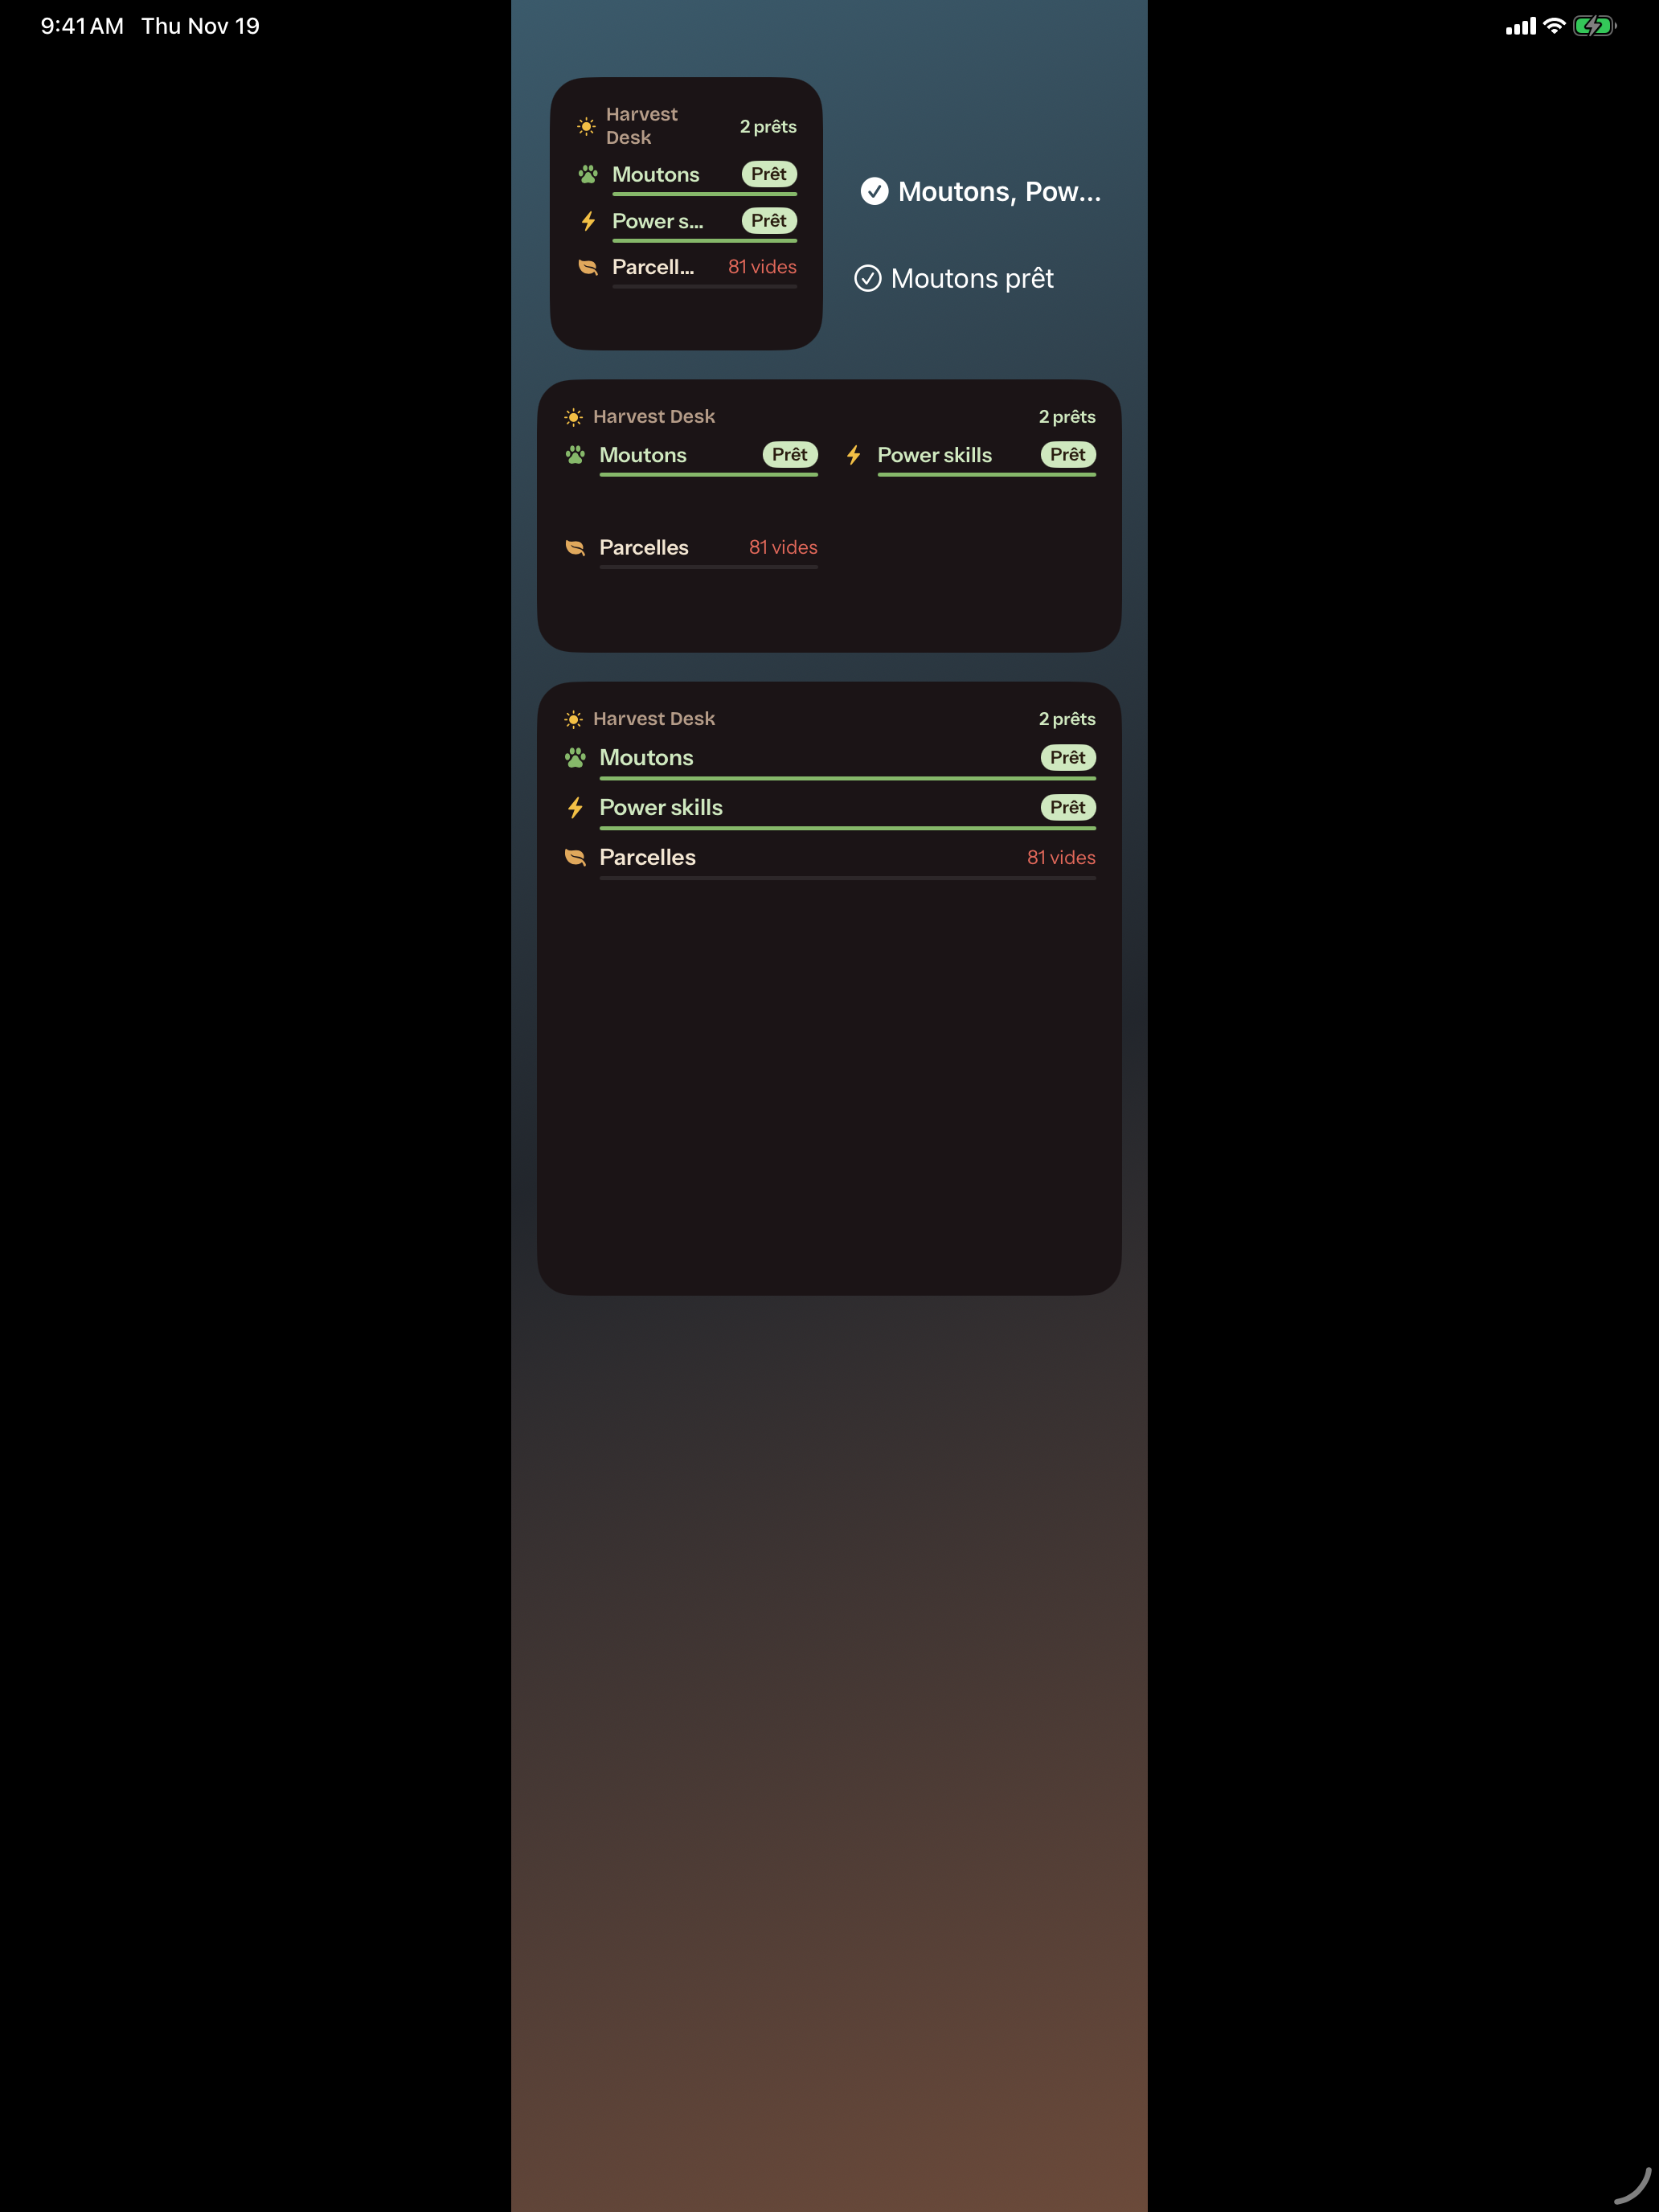 9:41 AM Thu Nov 19
Harvest Desk
2 prêts
Moutons Prêt
Power s... Prêt
Parcell... 81 vides
Moutons, Pow...
Moutons prêt
Harvest Desk 2 prêts
Moutons Prêt Power skills Prêt
Parcelles 81 vides
Harvest Desk 2 prêts
Moutons Prêt
Power skills Prêt
Parcelles 81 vides